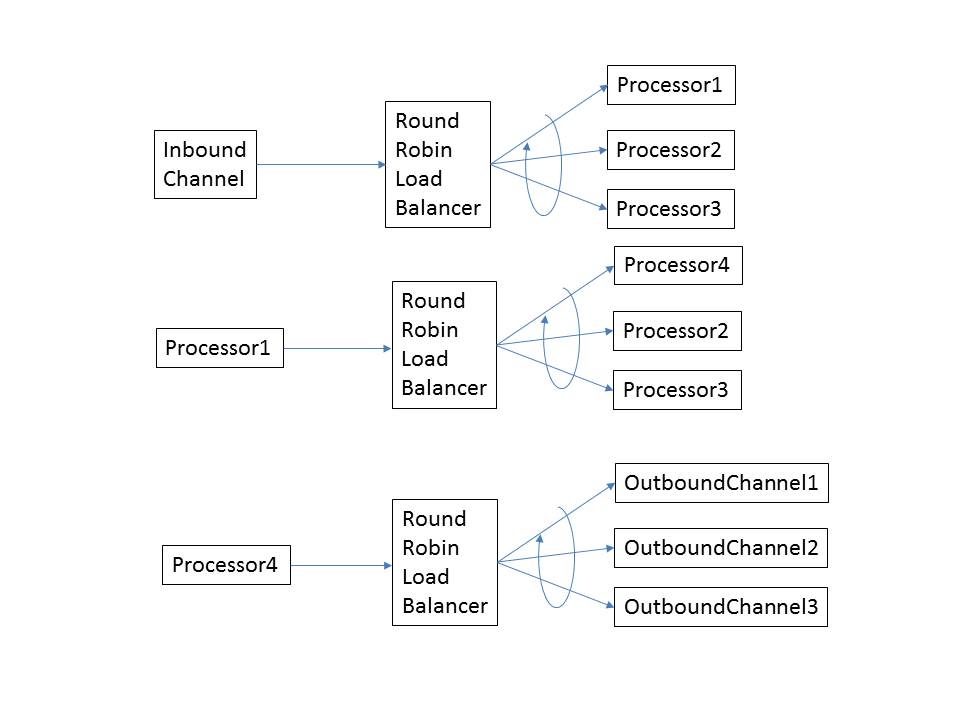 Inbound
Channel
Round
Robin
Load
Balancer
Processor1
Processor2
Processor3
Processor1
Round
Robin
Load
Balancer
Processor4
Processor2
Processor3
Processor4
Round
Robin
Load
Balancer
OutboundChannel1
OutboundChannel2
OutboundChannel3